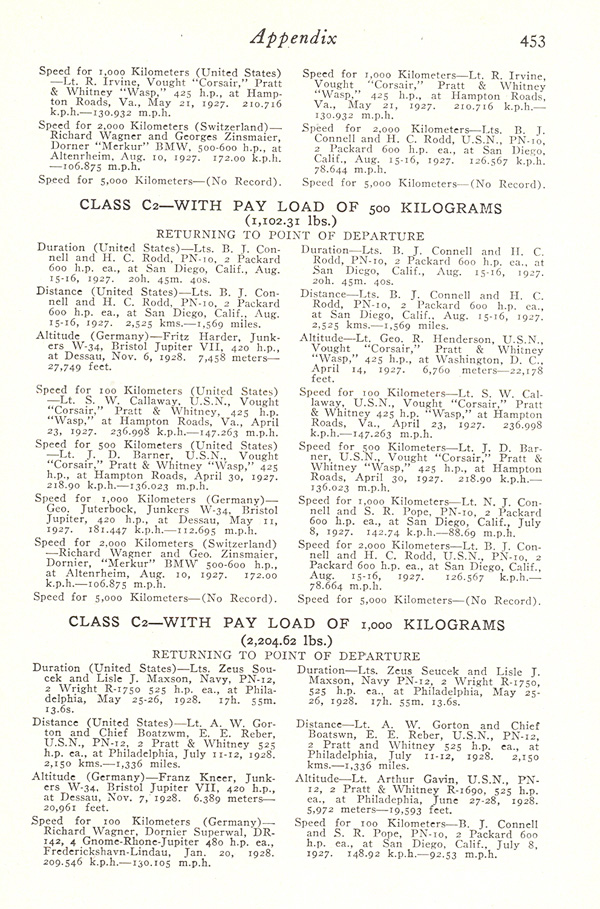 Appendix 453
Speed for 1,000 Kilometers (United States)
—Lt. R. Irvine, Vought "Corsair," Pratt
& Whitney "Wasp," 425 h.p., at Hamp-
ton Roads, Va., May 21, 1927. 210.716
k.p.h.—130.932 m.p.h.
Speed for 2,000 Kilometers (Switzerland)—
Richard Wagner and Georges Zinsmaier,
Dorner "Merkur" BMW, 500-600 h.p., at
Altenrheim, Aug. 10, 1927. 172.00 k.p.h.
—106.875 m.p.h.
Speed for 5,000 Kilometers—(No Record).
Speed for 1,000 Kilometers—Lt. R. Irvine,
Vought "Corsair," Pratt & Whitney
"Wasp," 425 h.p., at Hampton Roads,
Va., May 21, 1927. 210.716 k.p.h.—
130.932 m.p.h.
Speed for 2,000 Kilometers—Lts. B. J.
Connell and H. C. Rodd, U.S.N., PN-10,
2 Packard 600 h.p. ea., at San Diego,
Calif., Aug. 15-16, 1927. 126.567 k.p.h.
78.644 m.p.h.
Speed for 5,000 Kilometers—(No Record).
CLASS C2—WITH PAY LOAD OF 500 KILOGRAMS
(1,102.31 lbs.)
RETURNING TO POINT OF DEPARTURE
Duration (United States)—Lts. B. J. Con-
nell and H. C. Rodd, PN-10, 2 Packard
600 h.p. ea., at San Diego, Calif., Aug.
15-16, 1927. 20h. 45m. 40s.
Distance (United States)—Lts. B. J. Con-
nell and H. C. Rodd, U.S.N., PN-10, 2 Packard
600 h.p. ea., at San Diego, Calif., Aug.
15-16, 1927. 2,525 kms.—1,569 miles.
Altitude (Germany)—Fritz Harder, Junk-
ers W-34, Bristol Jupiter VII, 420 h.p.,
at Dessau, Nov. 6, 1928. 7,458 meters—
27,749 feet.
Speed for 100 Kilometers (United States)
—Lt. S. W. Callaway, U.S.N., Vought
"Corsair," Pratt & Whitney, 425 h.p.
"Wasp," at Hampton Roads, Va., April
23, 1927. 236.998 k.p.h.—147.263 m.p.h.
Speed for 500 Kilometers (United States)
—Lt. J. D. Barner, U.S.N., Vought
"Corsair," Pratt & Whitney "Wasp," 425
h.p., at Hampton Roads, April 30, 1927.
218.90 k.p.h.—136.023 m.p.h.
Speed for 1,000 Kilometers (Germany)—
Geo. Juterbock, Junkers W-34, Bristol
Jupiter, 420 h.p., at Dessau, May 11,
1927. 181.447 k.p.h.—112.695 m.p.h.
Speed for 2,000 Kilometers (Switzerland)
—Richard Wagner and Geo. Zinsmaier,
Dornier, "Merkur" BMW 500-600 h.p.,
at Altenrheim, Aug. 10, 1927. 172.00
k.p.h.—106.875 m.p.h.
Speed for 5,000 Kilometers—(No Record).
Duration—Lts. B. J. Connell and H. C.
Rodd, PN-10, 2 Packard 600 h.p. ea., at
San Diego, Calif., Aug. 15-16, 1927.
20h. 45m. 40s.
Distance—Lts. B. J. Connell and H. C.
Rodd, U.S.N., PN-10, 2 Packard 600 h.p. ea.,
at San Diego, Calif., Aug. 15-16, 1927.
2,525 kms.—1,569 miles.
Altitude—Lt. Geo. R. Henderson, U.S.N.,
Vought "Corsair," Pratt & Whitney
"Wasp," 425 h.p., at Washington, D. C.,
April 14, 1927. 6,760 meters—22,178
feet.
Speed for 100 Kilometers—Lt. S. W. Cal-
laway, U.S.N., Vought "Corsair," Pratt
& Whitney 425 h.p. "Wasp," at Hampton
Roads, Va., April 23, 1927. 236.998
k.p.h.—147.263 m.p.h.
Speed for 500 Kilometers—Lt. J. D. Bar-
ner, U.S.N., Vought "Corsair," Pratt &
Whitney "Wasp," 425 h.p., at Hampton
Roads, April 30, 1927. 218.90 k.p.h.—
136.023 m.p.h.
Speed for 1,000 Kilometers—Lt. N. J. Con-
nell and S. R. Pope, PN-10, 2 Packard
600 h.p. ea., at San Diego, Calif., July
8, 1927. 142.74 k.p.h.—88.69 m.p.h.
Speed for 2,000 Kilometers—Lt. B. J. Con-
nell and H. C. Rodd, U.S.N., PN-10, 2
Packard 600 h.p. ea., at San Diego, Calif.,
Aug. 15-16, 1927. 126.567 k.p.h.—
78.664 m.p.h.
Speed for 5,000 Kilometers—(No Record).
CLASS C2—WITH PAY LOAD OF 1,000 KILOGRAMS
(2,204.62 lbs.)
RETURNING TO POINT OF DEPARTURE
Duration (United States)—Lts. Zeus Sou-
cek and Lisle J. Maxson, Navy, PN-12,
2 Wright R-1750 525 h.p. ea., at Phila-
delphia, May 25-26, 1928. 17h. 55m.
13.6s.
Distance (United States)—Lt. A. W. Gor-
ton and Chief Boatzwm, E. E. Reber,
U.S.N., PN-12, 2 Pratt & Whitney 525
h.p. ea., at Philadelphia, July 11-12, 1928.
2,150 kms.—1,336 miles.
Altitude (Germany)—Franz Kneer, Junk-
ers W-34, Bristol Jupiter VII, 420 h.p.,
at Dessau, Nov. 7, 1928. 6.389 meters—
20,961 feet.
Speed for 100 Kilometers (Germany)—
Richard Wagner, Dornier Superwal, DR-
142, 4 Gnome-Rhone-Jupiter 480 h.p. ea.,
Frederickshavn-Lindau, Jan. 20, 1928.
209.546 k.p.h.—130.105 m.p.h.
Duration—Lts. Zeus Seucek and Lisle J.
Maxson, Navy PN-12, 2 Wright R-1750,
525 h.p. ea., at Philadelphia, May 25-
26, 1928. 17h. 55m. 13.6s.
Distance—Lt. A. W. Gorton and Chief
Boatswn, E. E. Reber, U.S.N., PN-12,
2 Pratt and Whitney 525 h.p. ea., at
Philadelphia, July 11-12, 1928. 2,150
kms.—1,336 miles.
Altitude—Lt. Arthur Gavin, U.S.N., PN-
12, 2 Pratt & Whitney R-1690, 525 h.p.
ea., at Philadephia, June 27-28, 1928.
5,972 meters—19,593 feet.
Speed for 100 Kilometers—B. J. Connell
and S. R. Pope, PN-10, 2 Packard 600
h.p. ea., at San Diego, Calif., July 8,
1927. 148.92 k.p.h.—92.53 m.p.h.